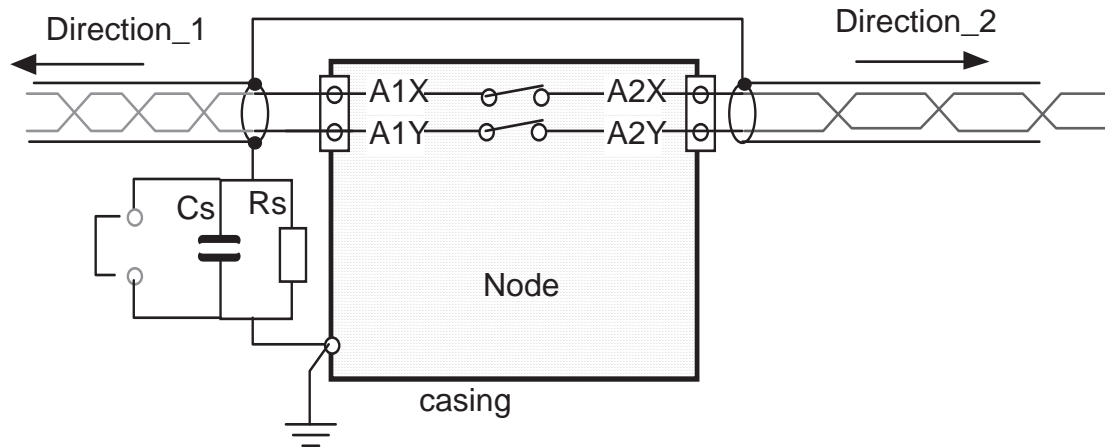 Direction_1
Direction_2
A1X
A2X
A1Y
A2Y
Cs
Rs
Node
casing